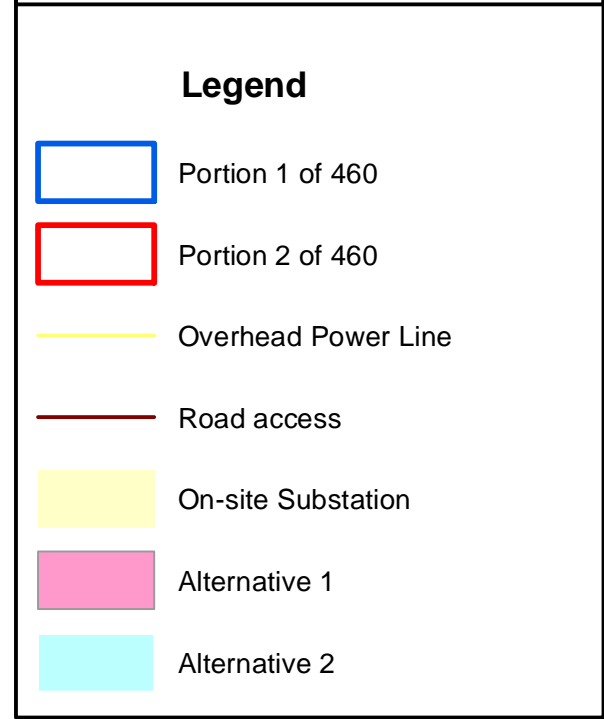 Legend
Portion 1 of 460
Portion 2 of 460
Overhead Power Line
Road access
On-site Substation
Alternative 1
Alternative 2